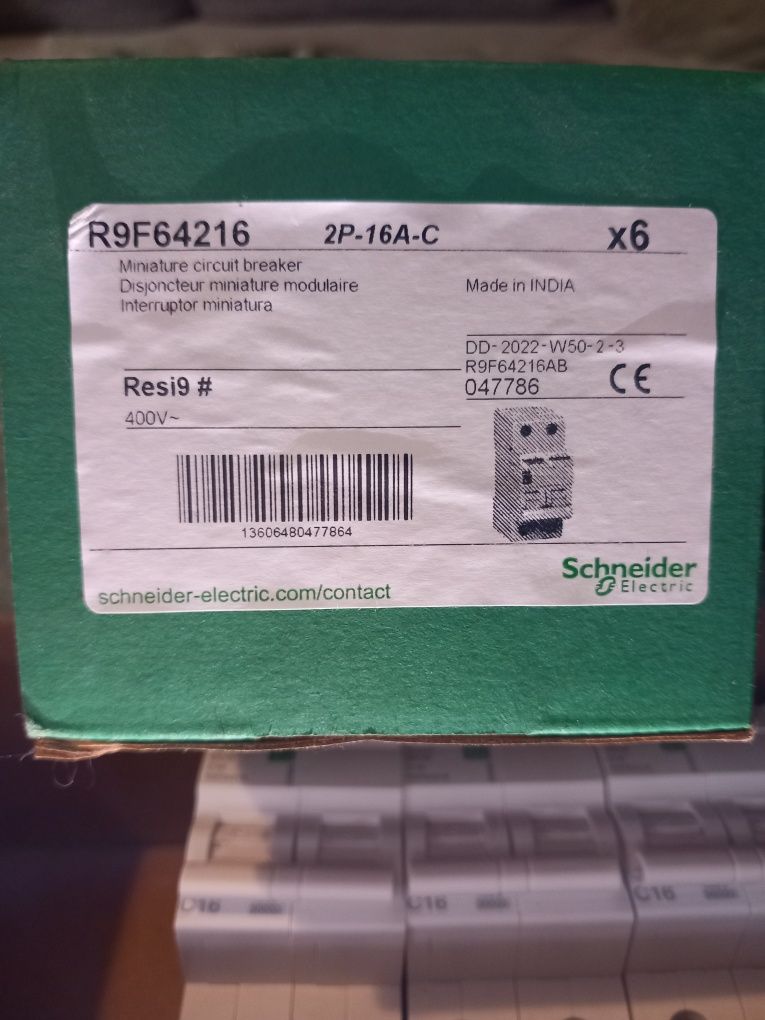 R9F64216 2P-16A-C x6
Miniature circuit breaker
Disjoncteur miniature modulaire
Interruptor miniatura
Made in INDIA
DD-2022-W50-2-3
R9F64216AB
047786 CE
Resi9 #
400V~
13606480477864
schneider-electric.com/contact
Schneider
Electric
C16 C16 C16